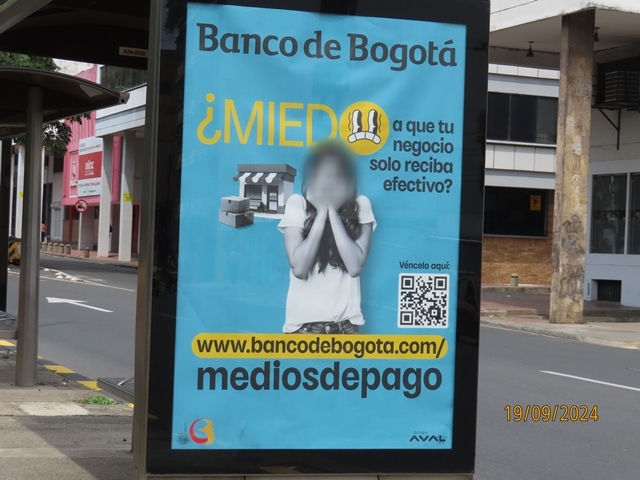 Banco de Bogotá
¿MIEDO
a que tu
negocio
solo reciba
efectivo?
Véncelo aquí:
www.bancodebogota.com/
mediosdepago
Grupo
AVAL
19/09/2024